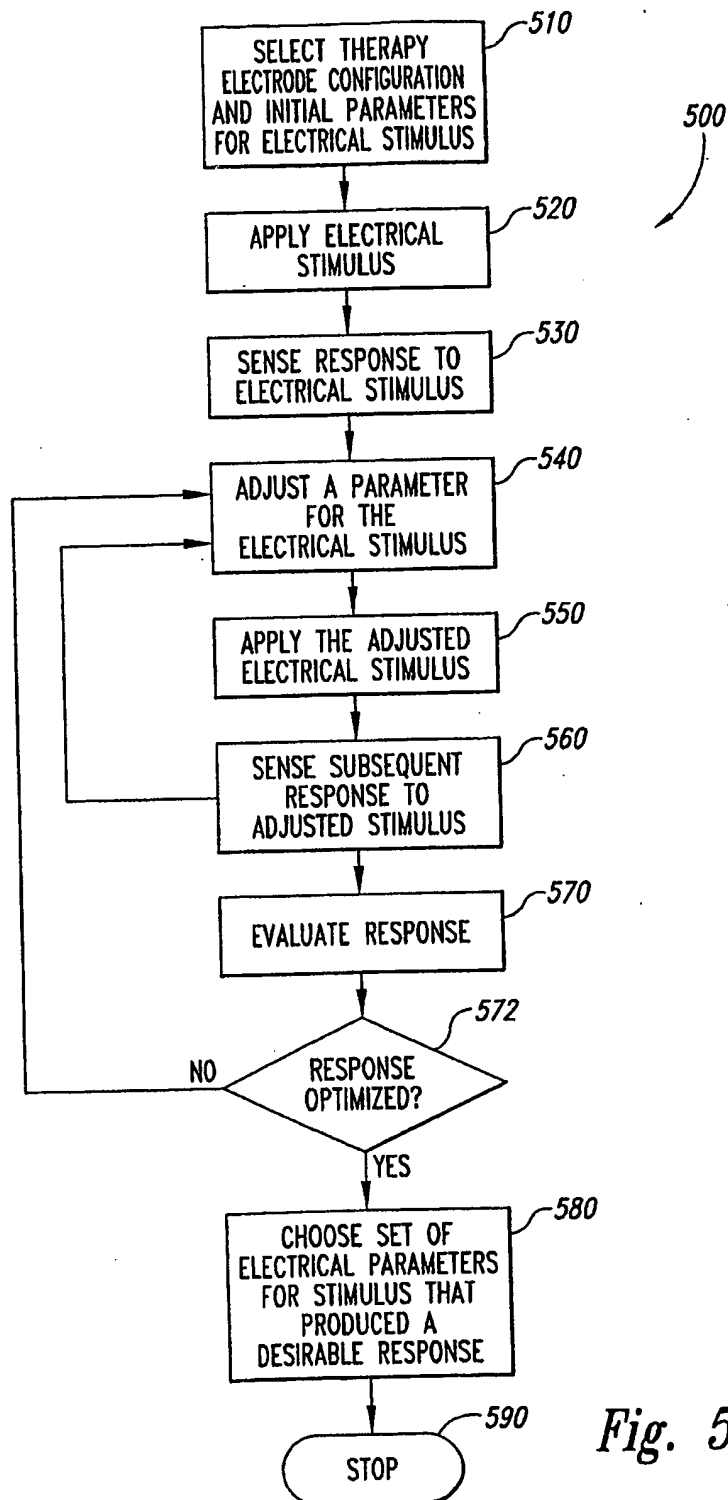 510
SELECT THERAPY
ELECTRODE CONFIGURATION
AND INITIAL PARAMETERS
FOR ELECTRICAL STIMULUS
500
520
APPLY ELECTRICAL
STIMULUS
530
SENSE RESPONSE TO
ELECTRICAL STIMULUS
540
ADJUST A PARAMETER
FOR THE
ELECTRICAL STIMULUS
550
APPLY THE ADJUSTED
ELECTRICAL STIMULUS
560
SENSE SUBSEQUENT
RESPONSE TO
ADJUSTED STIMULUS
570
EVALUATE RESPONSE
572
NO
RESPONSE
OPTIMIZED?
YES
580
CHOOSE SET OF
ELECTRICAL PARAMETERS
FOR STIMULUS THAT
PRODUCED A
DESIRABLE RESPONSE
590
STOP
Fig. 5